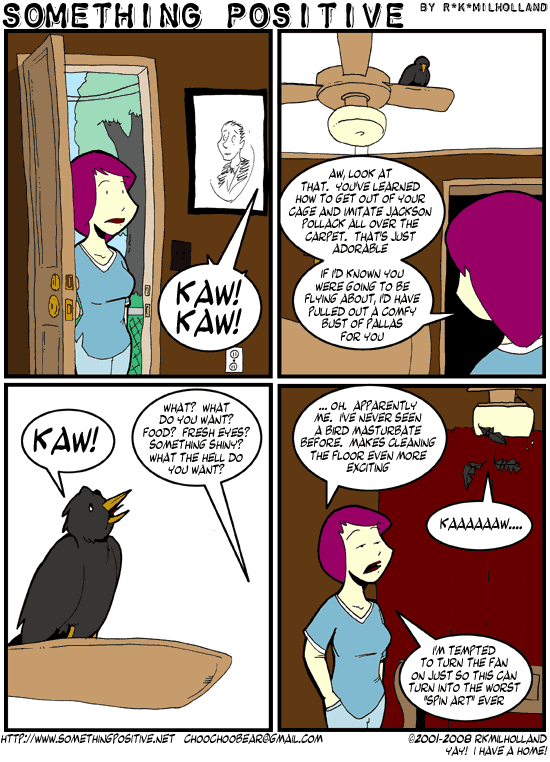 SOMETHING POSITIVE BY R*K*MILHOLLAND
KAW!
KAW!
AW, LOOK AT
THAT. YOU'VE LEARNED
HOW TO GET OUT OF YOUR
CAGE AND IMITATE JACKSON
POLLACK ALL OVER THE
CARPET. THAT'S JUST
ADORABLE
IF I'D KNOWN YOU
WERE GOING TO BE
FLYING ABOUT, I'D HAVE
PULLED OUT A COMFY
BUST OF PALLAS
FOR YOU
KAW!
WHAT? WHAT
DO YOU WANT?
FOOD? FRESH EYES?
SOMETHING SHINY?
WHAT THE HELL DO
YOU WANT?
... OH. APPARENTLY
ME. I'VE NEVER SEEN
A BIRD MASTURBATE
BEFORE. MAKES CLEANING
THE FLOOR EVEN MORE
EXCITING
KAAAAAAW....
I'M TEMPTED
TO TURN THE FAN
ON JUST SO THIS CAN
TURN INTO THE WORST
"SPIN ART" EVER
HTTP://WWW.SOMETHINGPOSITIVE.NET CHOOCHOOBEAR@GMAIL.COM ©2001-2008 RKMILHOLLAND
YAY! I HAVE A HOME!